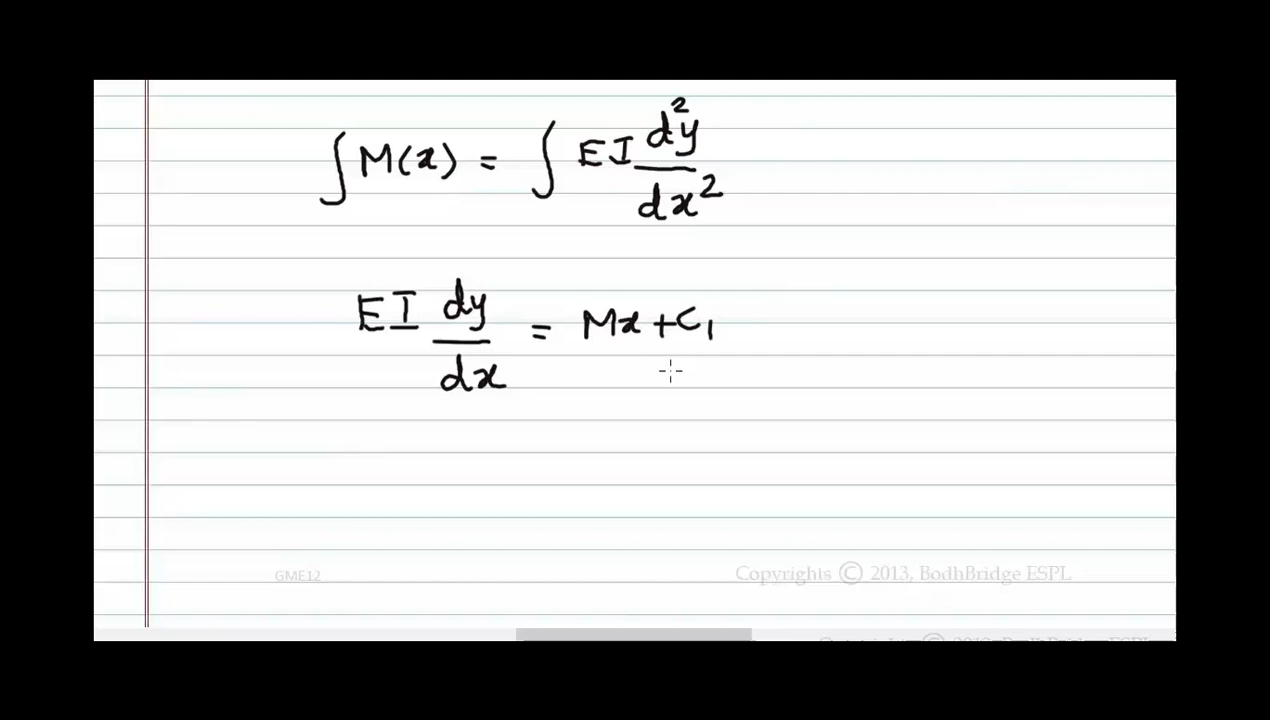 ∫ M(x) = ∫ EI d²y/dx²
EI dy/dx = Mx + C₁
GME12
Copyrights © 2013, BodhBridge ESPL